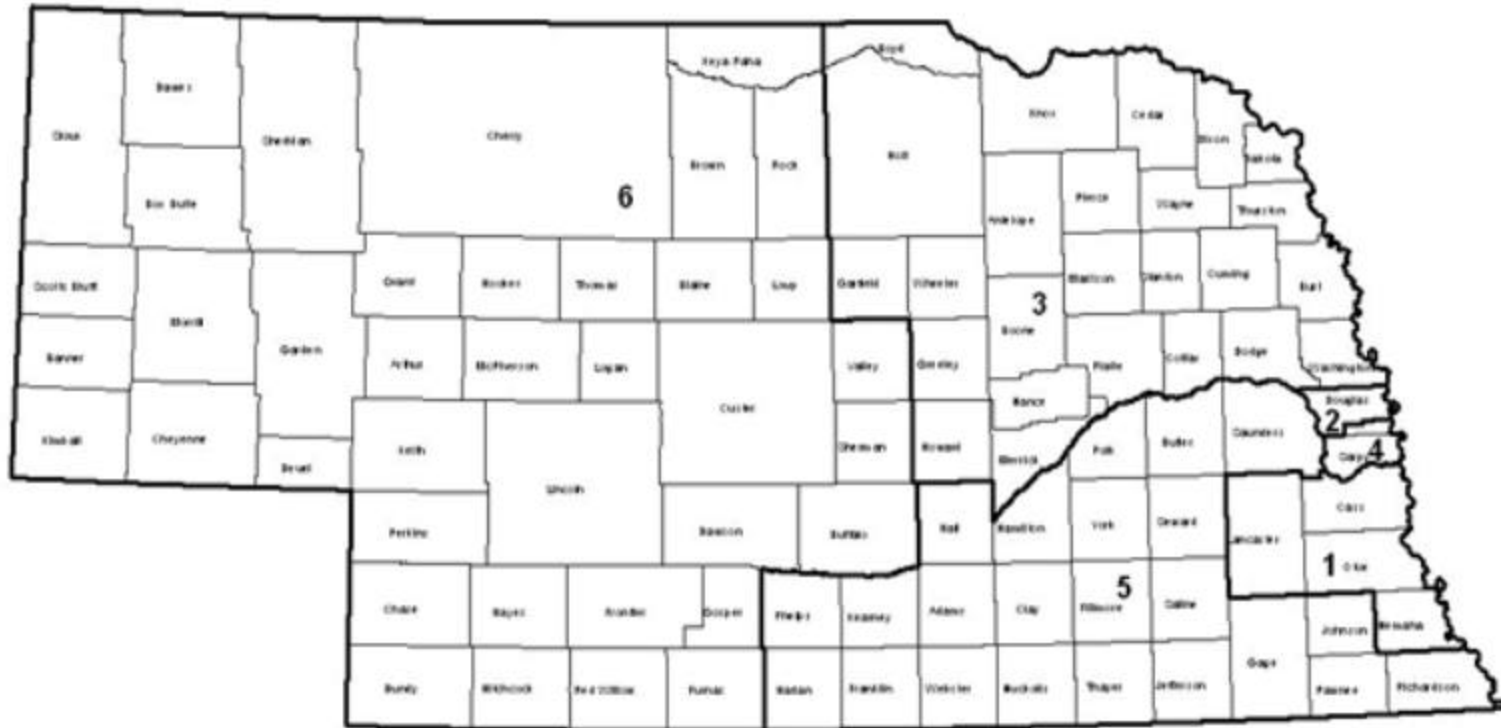 Boyd
Keya Paha
Dawes
Knox
Cedar
Sioux
Cherry
Sheridan
Dixon
Holt
Dakota
Brown
Rock
6
Pierce
Box Butte
Wayne
Thurston
Antelope
Cuming
Madison
Stanton
Grant
Hooker
Thomas
Blaine
Loup
Garfield
Wheeler
Scotts Bluff
Burt
3
Morrill
Boone
Garden
Dodge
Banner
Colfax
Arthur
McPherson
Logan
Valley
Greeley
Platte
Washington
Nance
Douglas
Custer
2
Saunders
Kimball
Cheyenne
Butler
Keith
Sherman
Howard
Polk
4
Sarpy
Merrick
Deuel
Lincoln
Cass
Hall
Hamilton
York
Seward
Perkins
Dawson
Buffalo
Lancaster
1
Otoe
5
Chase
Hayes
Frontier
Gosper
Phelps
Kearney
Adams
Clay
Fillmore
Saline
Johnson
Nemaha
Gage
Dundy
Hitchcock
Red Willow
Furnas
Harlan
Franklin
Webster
Nuckolls
Thayer
Jefferson
Pawnee
Richardson